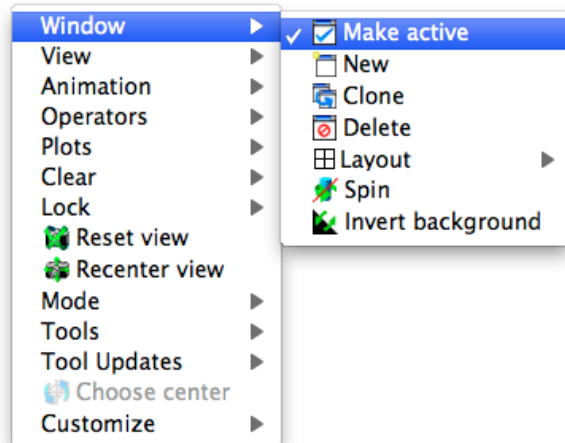 Window
View
Animation
Operators
Plots
Clear
Lock
Reset view
Recenter view
Mode
Tools
Tool Updates
Choose center
Customize
Make active
New
Clone
Delete
Layout
Spin
Invert background